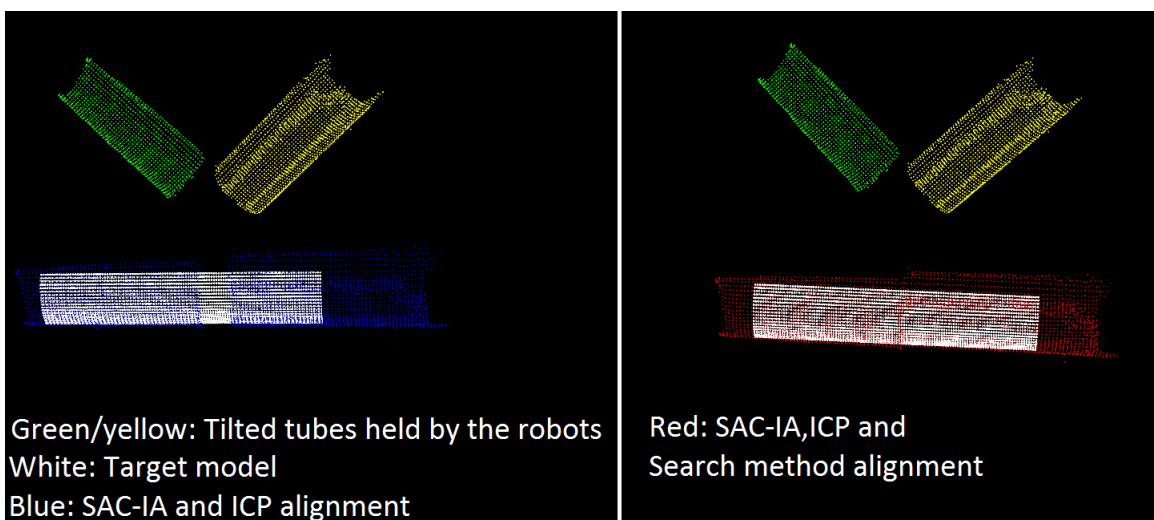 Green/yellow: Tilted tubes held by the robots
White: Target model
Blue: SAC-IA and ICP alignment
Red: SAC-IA,ICP and
Search method alignment